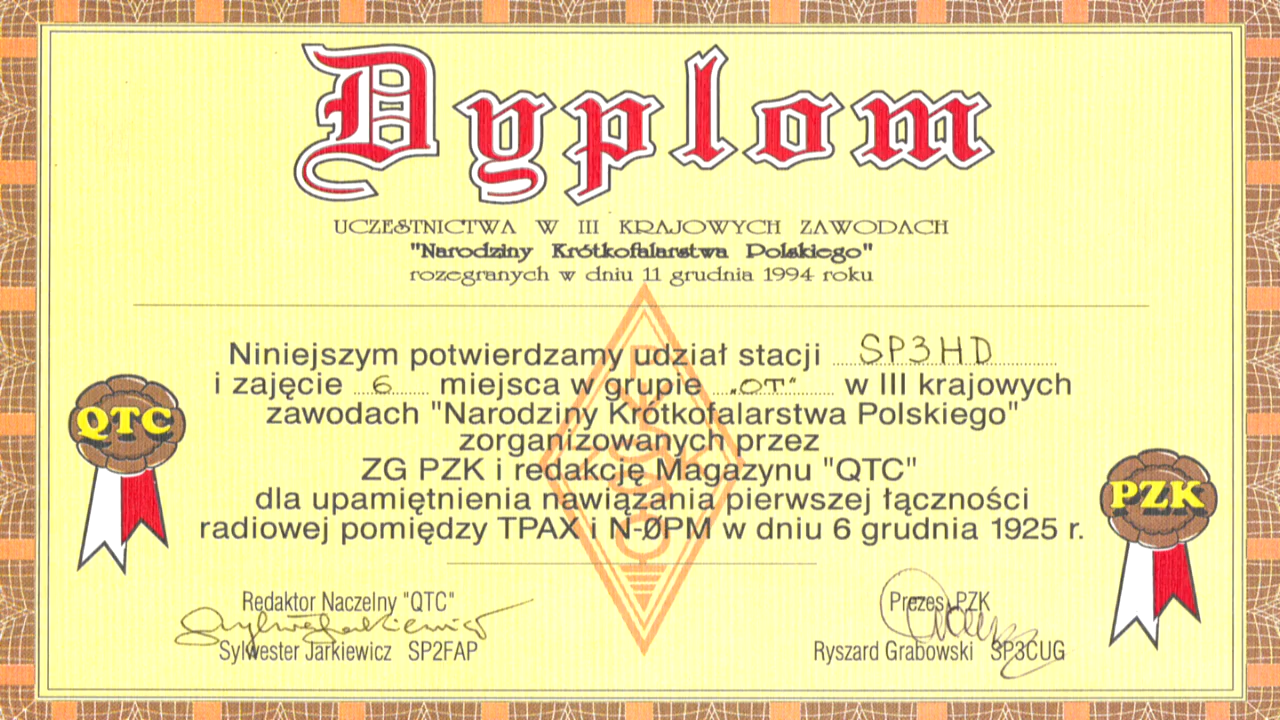 Dyplom
UCZESTNICTWA W III KRAJOWYCH ZAWODACH
"Narodziny Krótkofalarstwa Polskiego"
rozegranych w dniu 11 grudnia 1994 roku
Niniejszym potwierdzamy udział stacji SP3HD
i zajęcie 6 miejsca w grupie „OT" w III krajowych
zawodach "Narodziny Krótkofalarstwa Polskiego"
zorganizowanych przez
ZG PZK i redakcję Magazynu "QTC"
dla upamiętnienia nawiązania pierwszej łączności
radiowej pomiędzy TPAX i N-ØPM w dniu 6 grudnia 1925 r.
QTC
PZK
Redaktor Naczelny "QTC"
Sylwester Jarkiewicz SP2FAP
Prezes PZK
Ryszard Grabowski SP3CUG